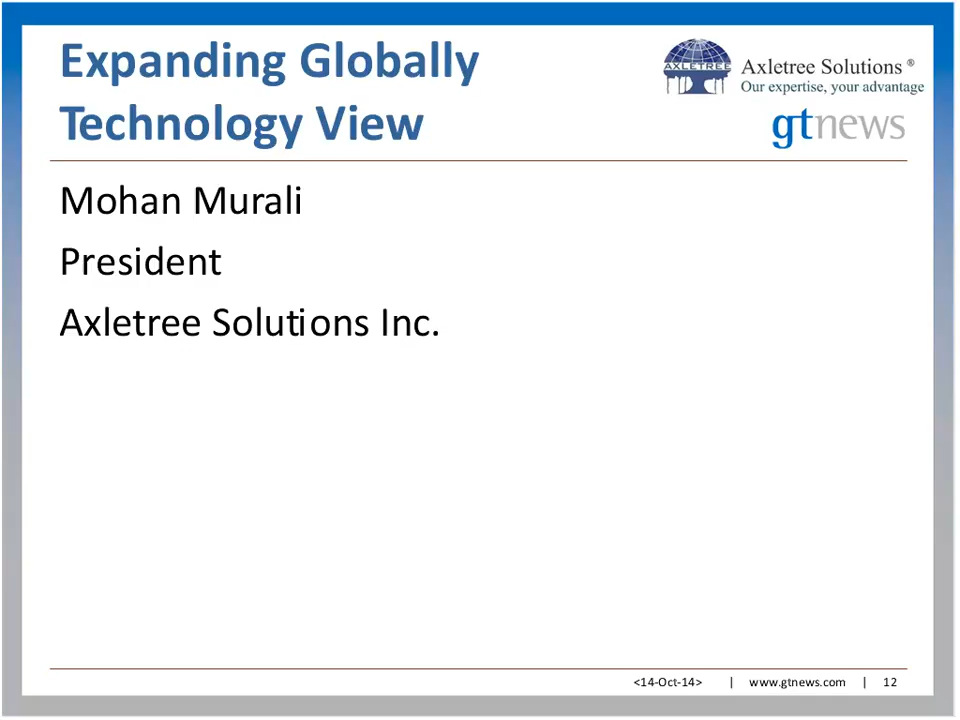 Expanding Globally
Technology View
AXLETREE
Axletree Solutions ®
Our expertise, your advantage
gtnews
Mohan Murali
President
Axletree Solutions Inc.
<14-Oct-14> | www.gtnews.com | 12